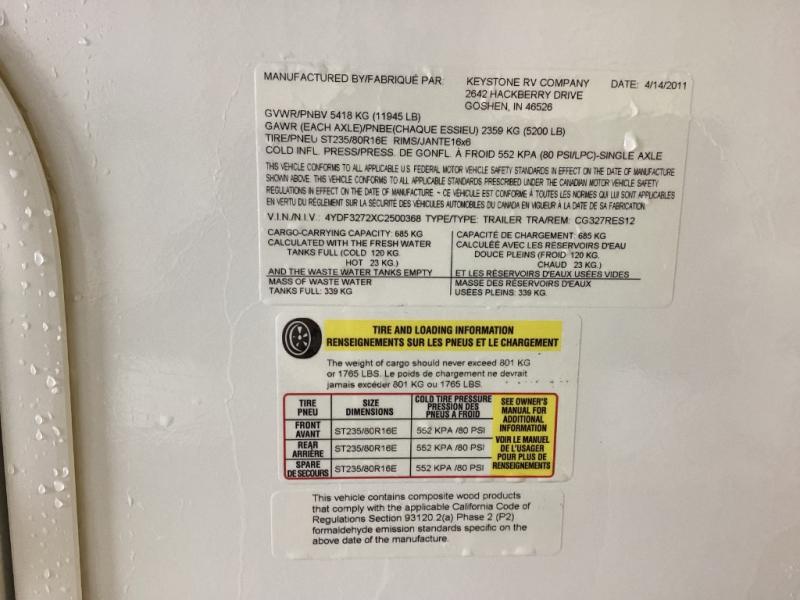 MANUFACTURED BY/FABRIQUÉ PAR: KEYSTONE RV COMPANY DATE: 4/14/2011
2642 HACKBERRY DRIVE
GOSHEN, IN 46526
GVWR/PNBV 5418 KG (11945 LB)
GAWR (EACH AXLE)/PNBE(CHAQUE ESSIEU) 2359 KG (5200 LB)
TIRE/PNEU ST235/80R16E RIMS/JANTE16x6
COLD INFL. PRESS/PRESS. DE GONFL. À FROID 552 KPA (80 PSI/LPC)-SINGLE AXLE
THIS VEHICLE CONFORMS TO ALL APPLICABLE U.S. FEDERAL MOTOR VEHICLE SAFETY STANDARDS IN EFFECT ON THE DATE OF MANUFACTURE
SHOWN ABOVE. THIS VEHICLE CONFORMS TO ALL APPLICABLE STANDARDS PRESCRIBED UNDER THE CANADIAN MOTOR VEHICLE SAFETY
REGULATIONS IN EFFECT ON THE DATE OF MANUFACTURE - CE VÉHICULE EST CONFORME À TOUTES LES NORMES QUI LUI SONT APPLICABLES
EN VERTU DU RÈGLEMENT SUR LA SÉCURITÉ DES VÉHICULES AUTOMOBILES DU CANADA EN VIGUEUR À LA DATE DE SA FABRICATION.
V.I.N./N.I.V.: 4YDF3272XC2500368 TYPE/TYPE: TRAILER TRA/REM: CG327RES12
CARGO-CARRYING CAPACITY: 685 KG
CALCULATED WITH THE FRESH WATER
TANKS FULL (COLD 120 KG.
HOT 23 KG.)
AND THE WASTE WATER TANKS EMPTY
MASS OF WASTE WATER
TANKS FULL: 339 KG
CAPACITÉ DE CHARGEMENT: 685 KG
CALCULÉE AVEC LES RÉSERVOIRS D'EAU
DOUCE PLEINS (FROID 120 KG.
CHAUD 23 KG.)
ET LES RÉSERVOIRS D'EAUX USÉES VIDES
MASSE DES RÉSERVOIRS D'EAUX
USÉES PLEINS: 339 KG.
TIRE AND LOADING INFORMATION
RENSEIGNEMENTS SUR LES PNEUS ET LE CHARGEMENT
The weight of cargo should never exceed 801 KG
or 1765 LBS. Le poids de chargement ne devrait
jamais excéder 801 KG ou 1765 LBS.
TIRE PNEU SIZE DIMENSIONS COLD TIRE PRESSURE PRESSION DES PNEUS A FROID
FRONT AVANT ST235/80R16E 552 KPA /80 PSI
REAR ARRIÈRE ST235/80R16E 552 KPA /80 PSI
SPARE DE SECOURS ST235/80R16E 552 KPA /80 PSI
SEE OWNER'S
MANUAL FOR
ADDITIONAL
INFORMATION
VOIR LE MANUEL
DE L'USAGER
POUR PLUS DE
RENSEIGNEMENTS
This vehicle contains composite wood products
that comply with the applicable California Code of
Regulations Section 93120.2(a) Phase 2 (P2)
formaldehyde emission standards specific on the
above date of the manufacture.